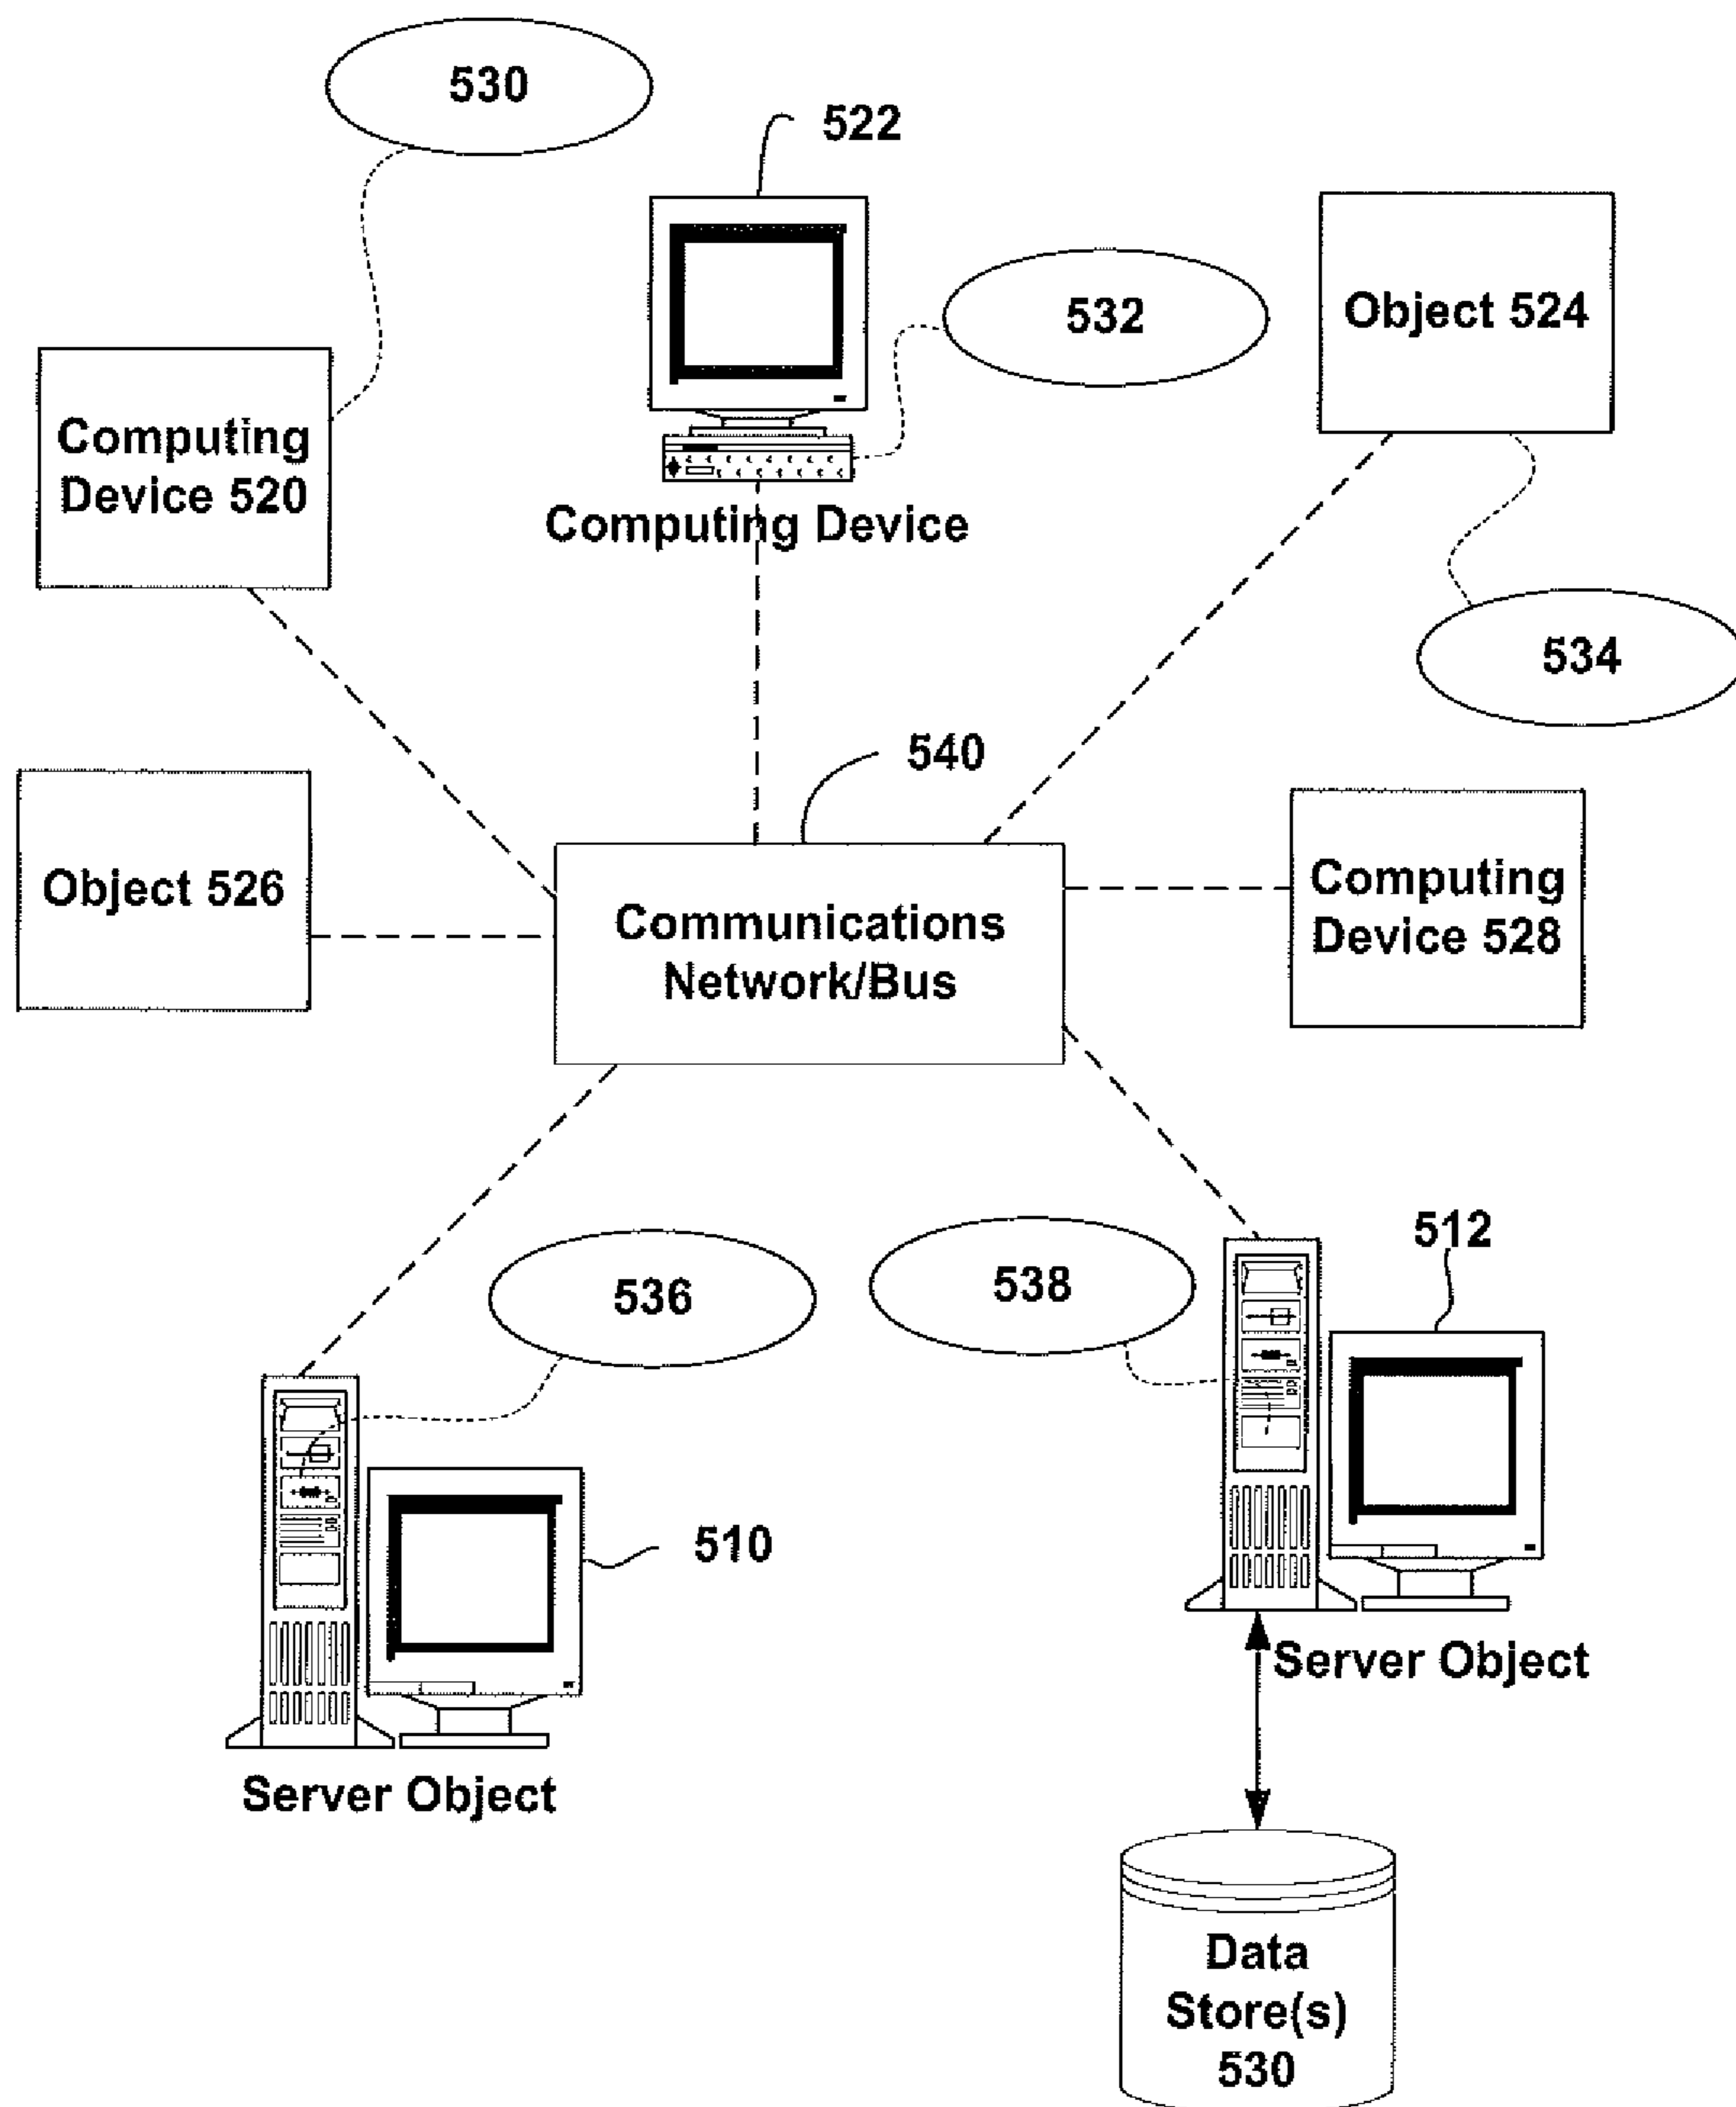 530
522
532
Object 524
Computing
Device 520
Computing Device
534
540
Object 526
Communications
Network/Bus
Computing
Device 528
536
538
512
510
Server Object
Server Object
Data
Store(s)
530